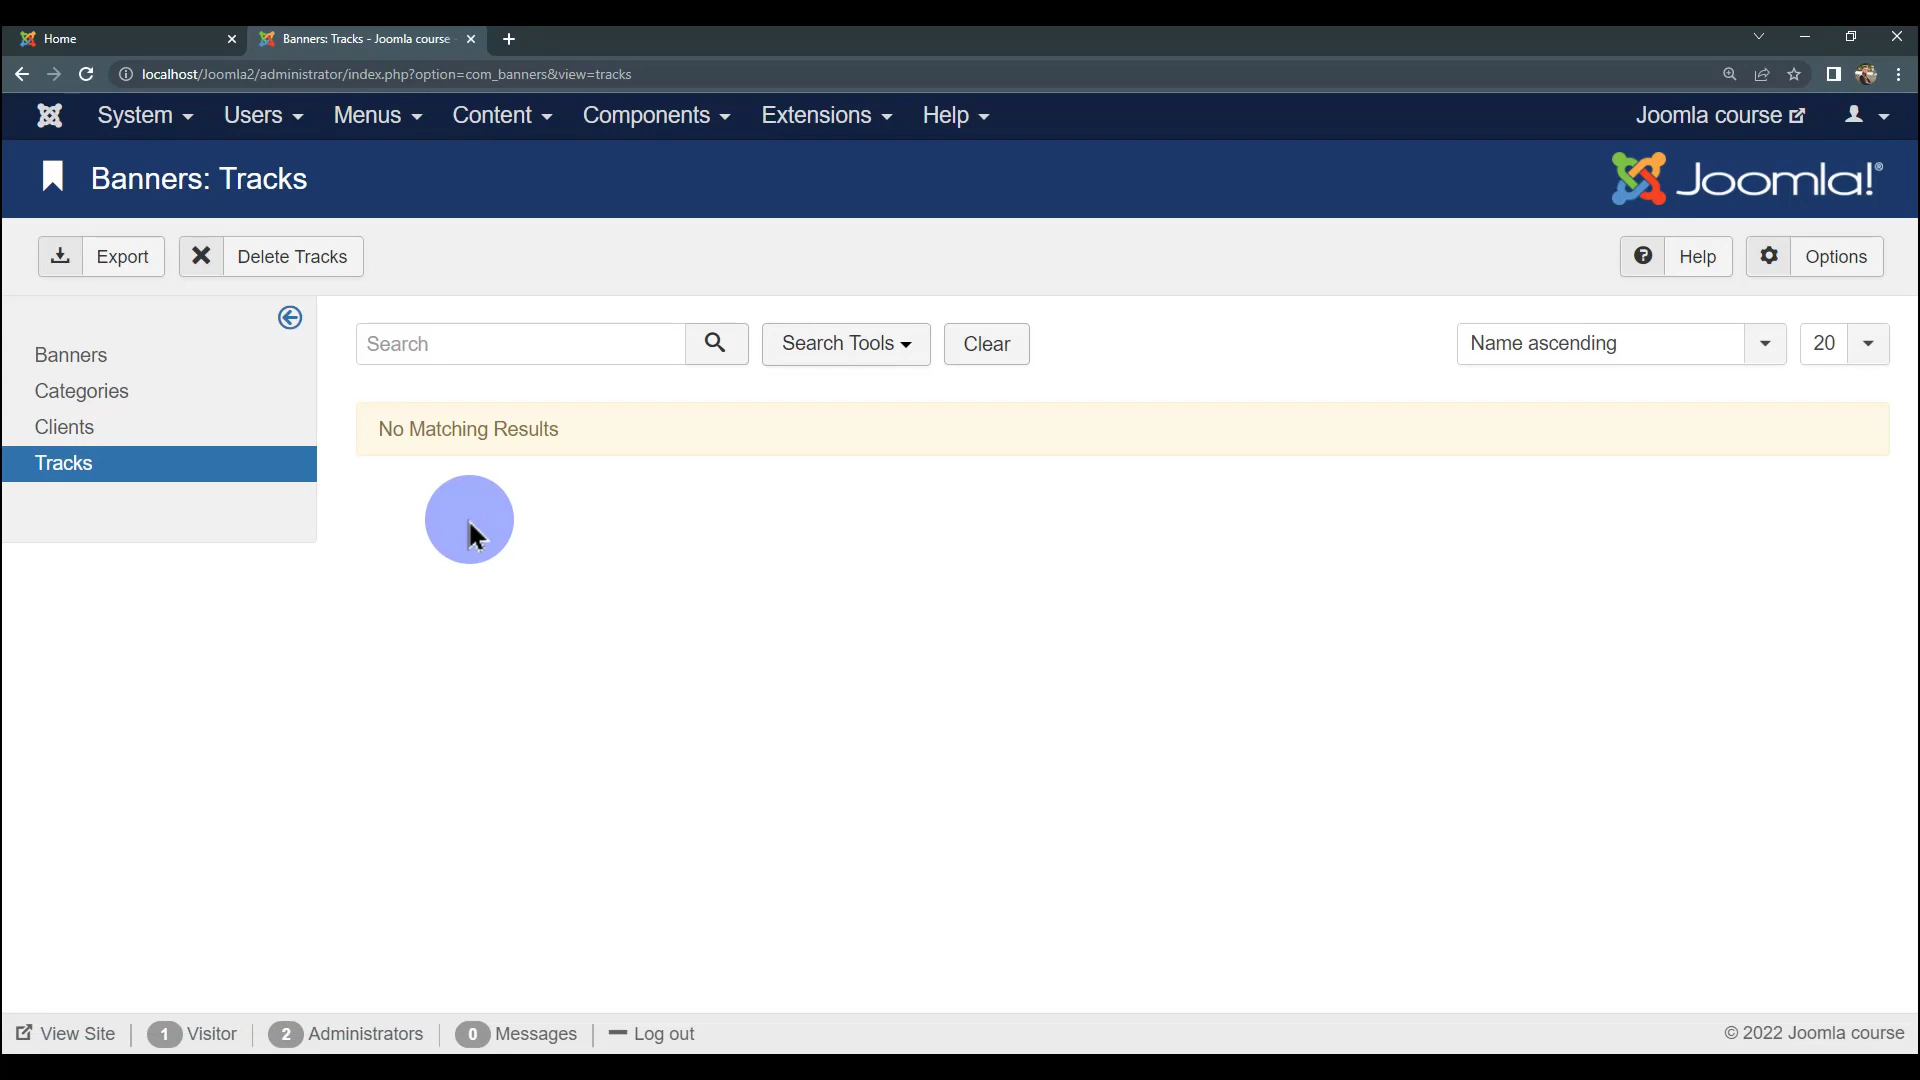 Home
Banners: Tracks - Joomla course
localhost/Joomla2/administrator/index.php?option=com_banners&view=tracks
System Users Menus Content Components Extensions Help Joomla course
Banners: Tracks Joomla!®
Export Delete Tracks Help Options
Search Search Tools Clear Name ascending 20
Banners
Categories
Clients
Tracks
No Matching Results
View Site 1 Visitor 2 Administrators 0 Messages Log out © 2022 Joomla course